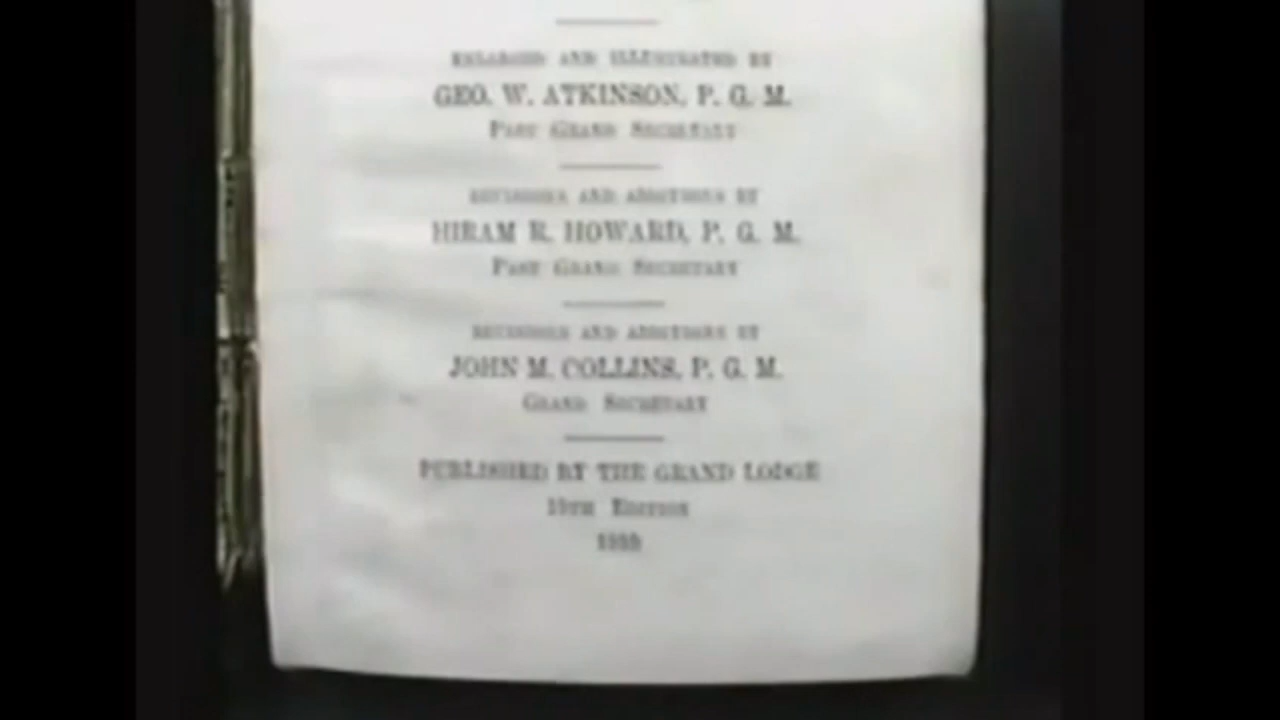 ENLARGED AND ILLUSTRATED BY
GEO. W. ATKINSON, P. G. M.
PAST GRAND SECRETARY
REVISIONS AND ADDITIONS BY
HIRAM R. HOWARD, P. G. M.
PAST GRAND SECRETARY
REVISIONS AND ADDITIONS BY
JOHN M. COLLINS, P. G. M.
GRAND SECRETARY
PUBLISHED BY THE GRAND LODGE
EDITION